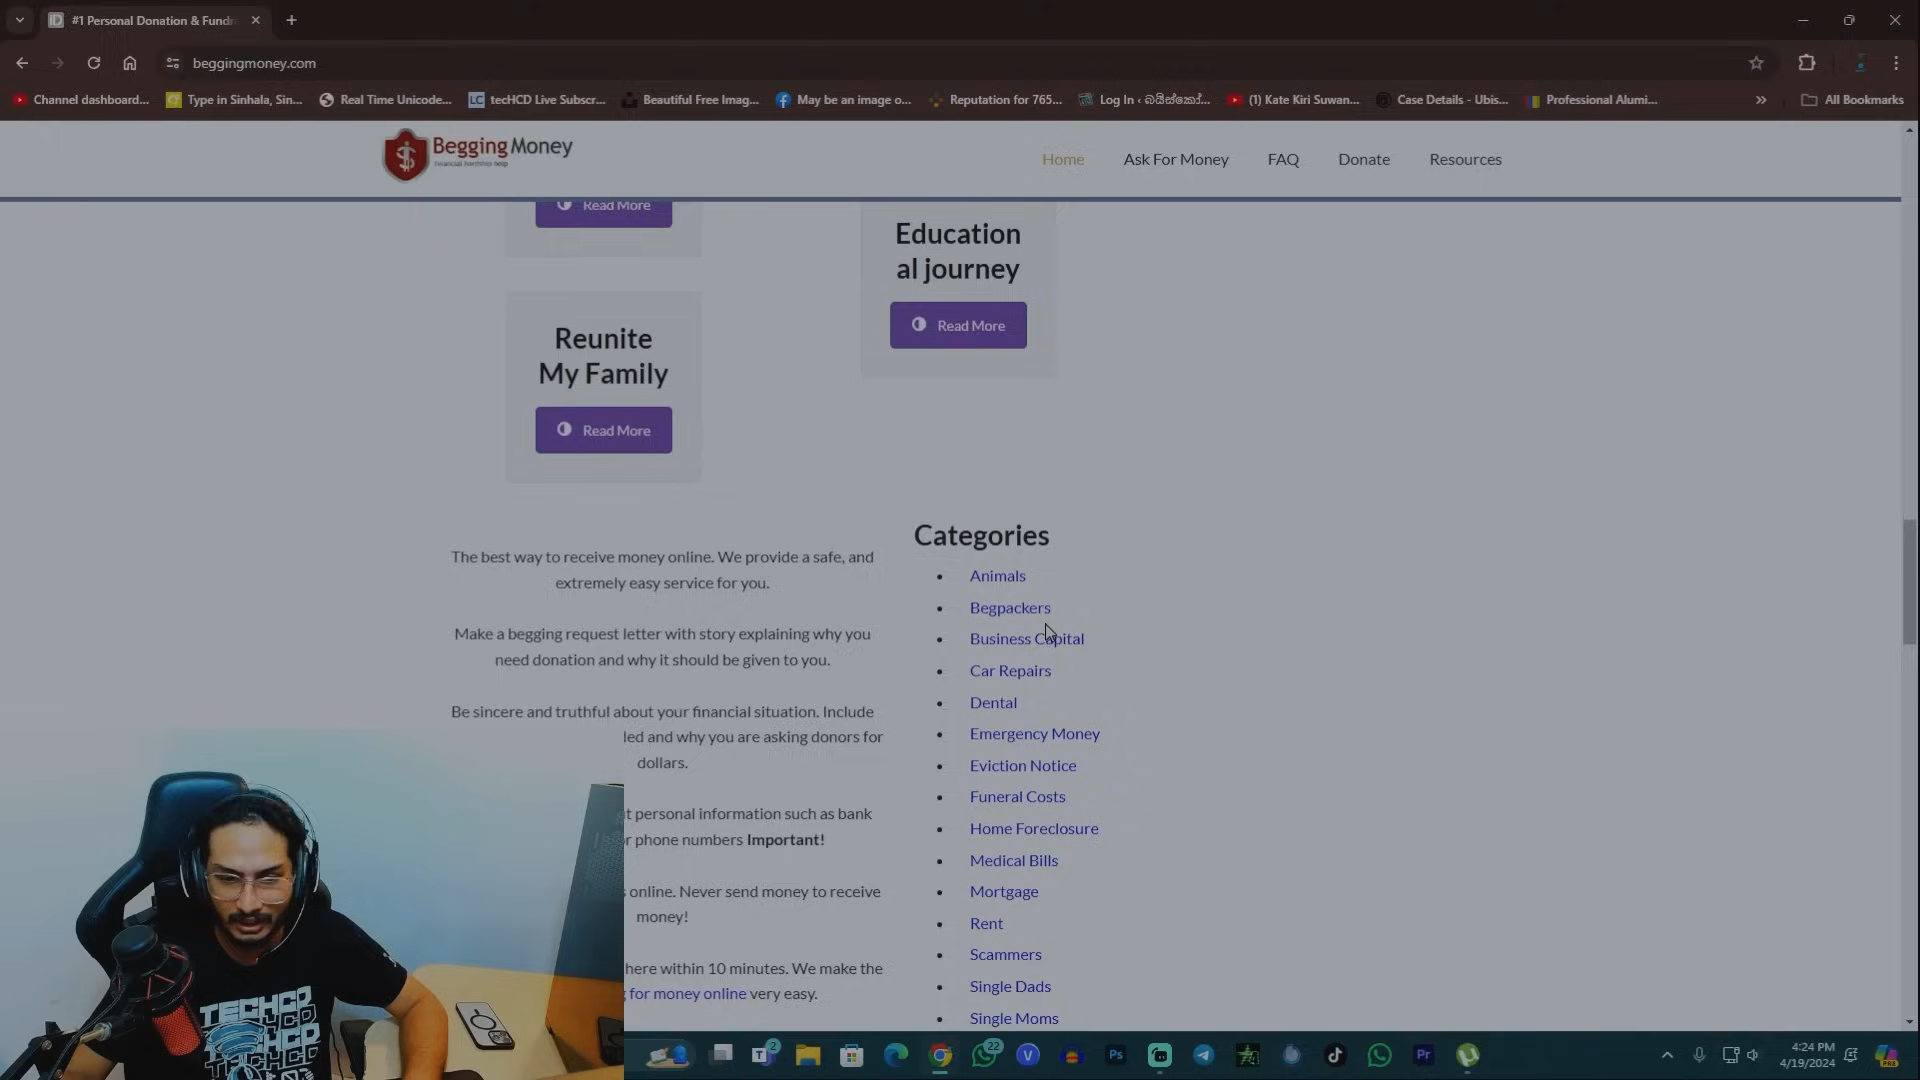 #1 Personal Donation & Fundr
beggingmoney.com
Channel dashboard...
Type in Sinhala, Sin...
Real Time Unicode...
tecHCD Live Subscr...
Beautiful Free Imag...
May be an image o...
Reputation for 765...
Log In ‹ බයිස්කෝ...
(1) Kate Kiri Suwan...
Case Details - Ubis...
Professional Alumi...
All Bookmarks
BeggingMoney
Home
Ask For Money
FAQ
Donate
Resources
Read More
Education
al journey
Read More
Reunite
My Family
Read More
The best way to receive money online. We provide a safe, and
extremely easy service for you.
Make a begging request letter with story explaining why you
need donation and why it should be given to you.
Be sincere and truthful about your financial situation. Include
led and why you are asking donors for
dollars.
t personal information such as bank
r phone numbers Important!
s online. Never send money to receive
money!
here within 10 minutes. We make the
g for money online very easy.
Categories
Animals
Begpackers
Business Capital
Car Repairs
Dental
Emergency Money
Eviction Notice
Funeral Costs
Home Foreclosure
Medical Bills
Mortgage
Rent
Scammers
Single Dads
Single Moms
TECHCD
2
22
Ps
Pr
4:24 PM
4/19/2024